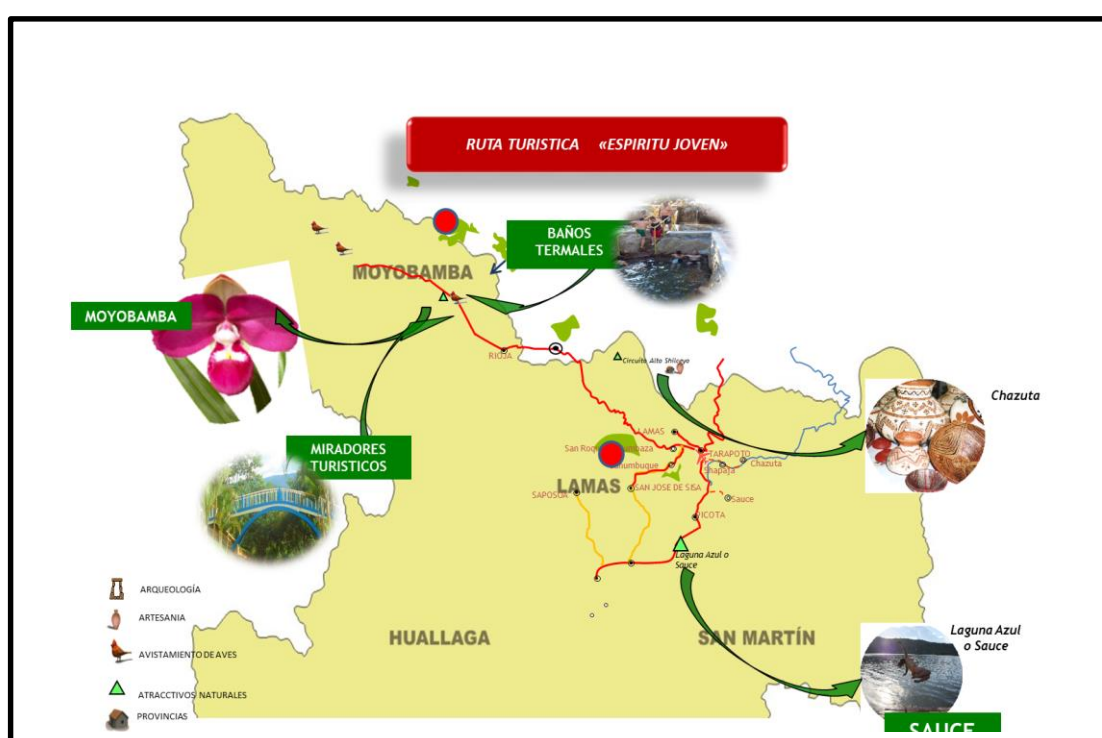 RUTA TURISTICA «ESPIRITU JOVEN»
BAÑOS
TERMALES
MOYOBAMBA
MOYOBAMBA
RIOJA
Circuito Alto Shilcayo
Chazuta
MIRADORES
TURISTICOS
LAMAS
San Roque
TARAPOTO
Shapaja
Chazuta
LAMAS
SAN JOSE DE SISA
SAPOSOA
Sauce
Laguna Azul o
Sauce
ARQUEOLOGÍA
ARTESANIA
AVISTAMIENTO DE AVES
ATRACCTIVOS NATURALES
PROVINCIAS
HUALLAGA
SAN MARTÍN
Laguna Azul
o Sauce
SAUCE